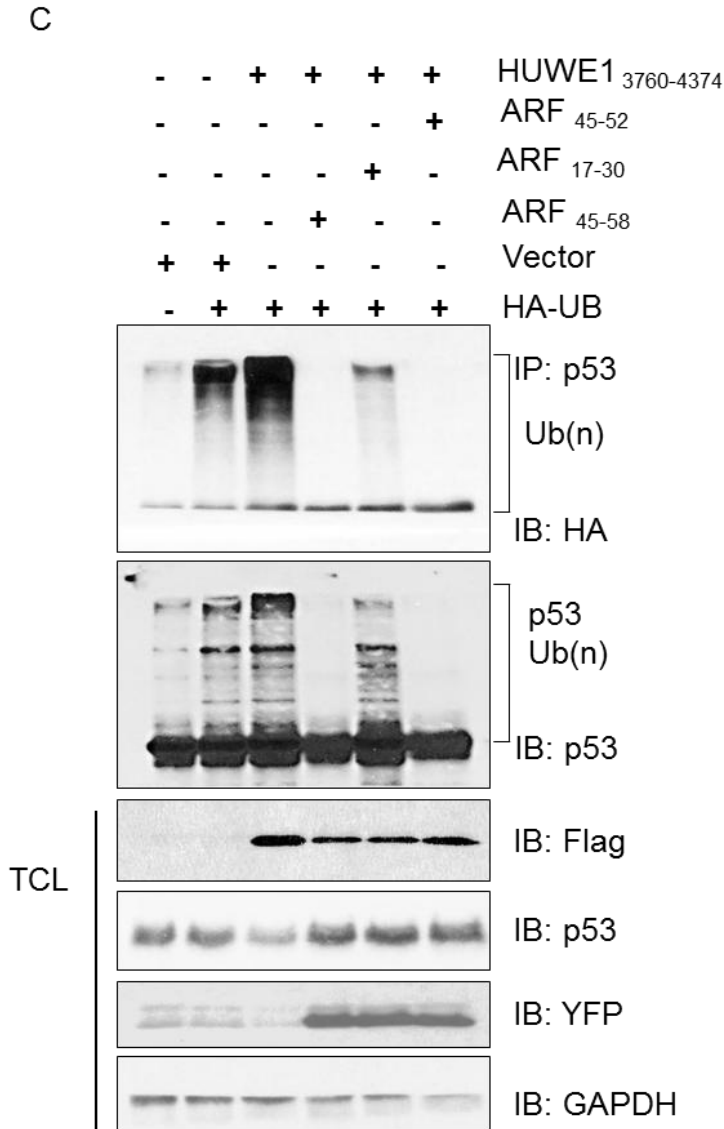 C
- - + + + + HUWE1 3760-4374
- - - - - + ARF 45-52
- - - - + - ARF 17-30
- - - + - - ARF 45-58
+ + - - - - Vector
- + + + + + HA-UB
IP: p53
Ub(n)
IB: HA
p53
Ub(n)
IB: p53
TCL
IB: Flag
IB: p53
IB: YFP
IB: GAPDH